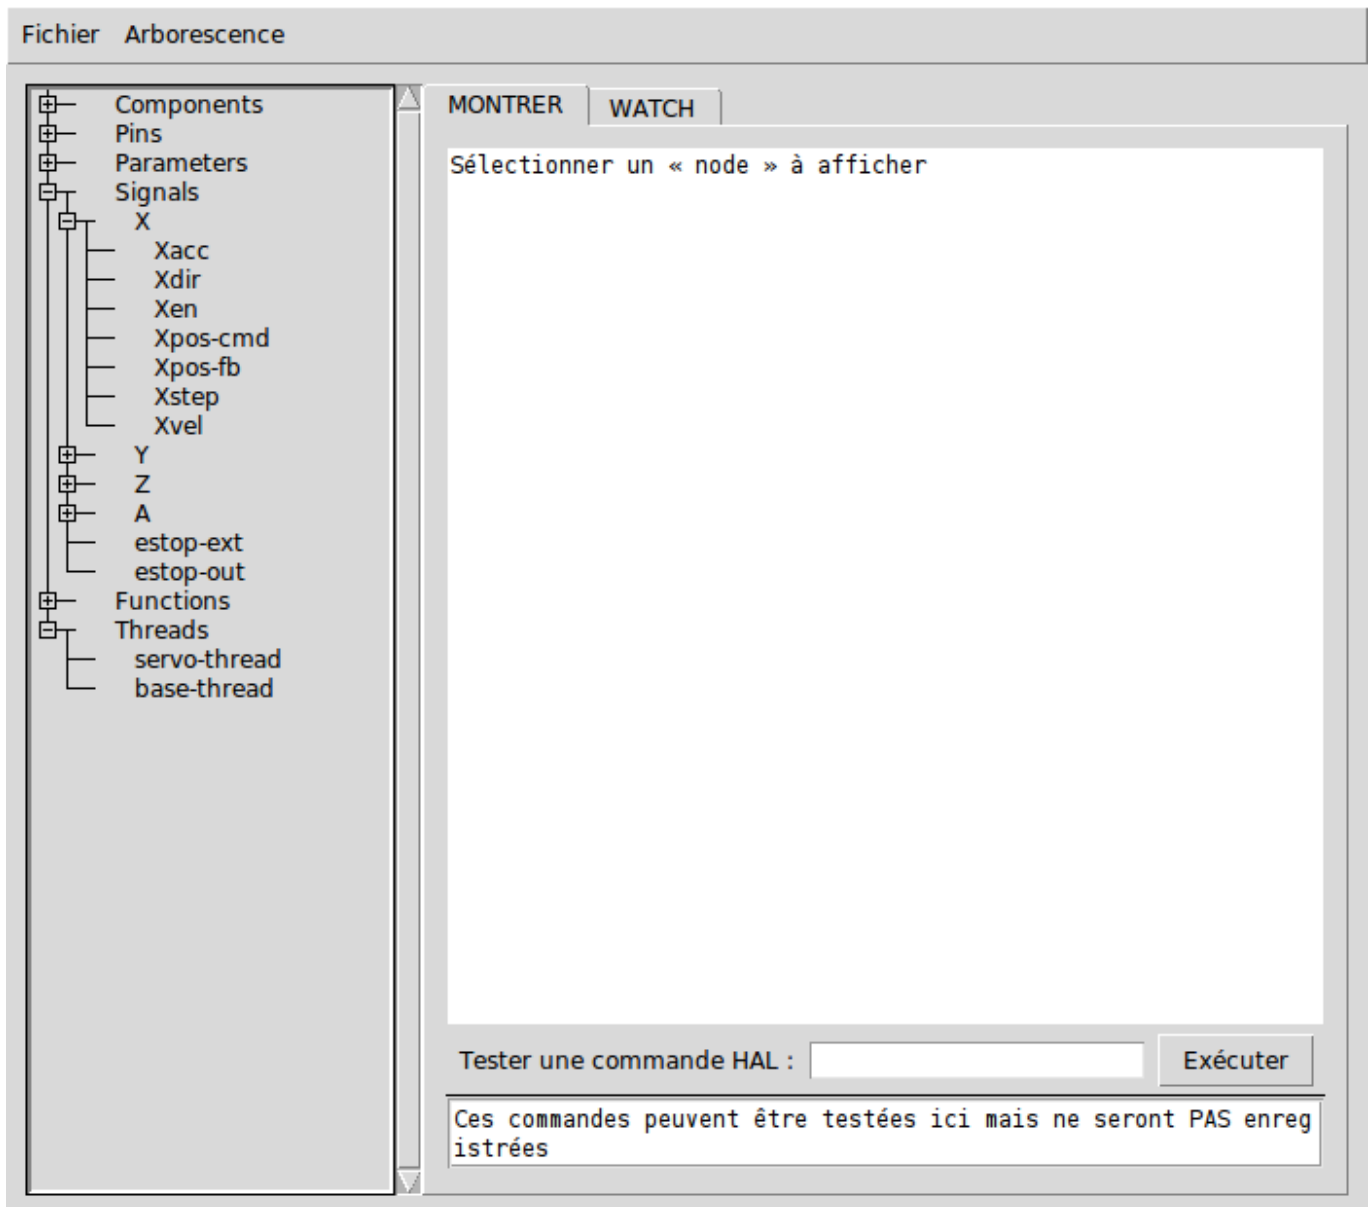 Fichier Arborescence
Components
Pins
Parameters
Signals
X
Xacc
Xdir
Xen
Xpos-cmd
Xpos-fb
Xstep
Xvel
Y
Z
A
estop-ext
estop-out
Functions
Threads
servo-thread
base-thread
MONTRER WATCH
Sélectionner un « node » à afficher
Tester une commande HAL : Exécuter
Ces commandes peuvent être testées ici mais ne seront PAS enreg
istrées